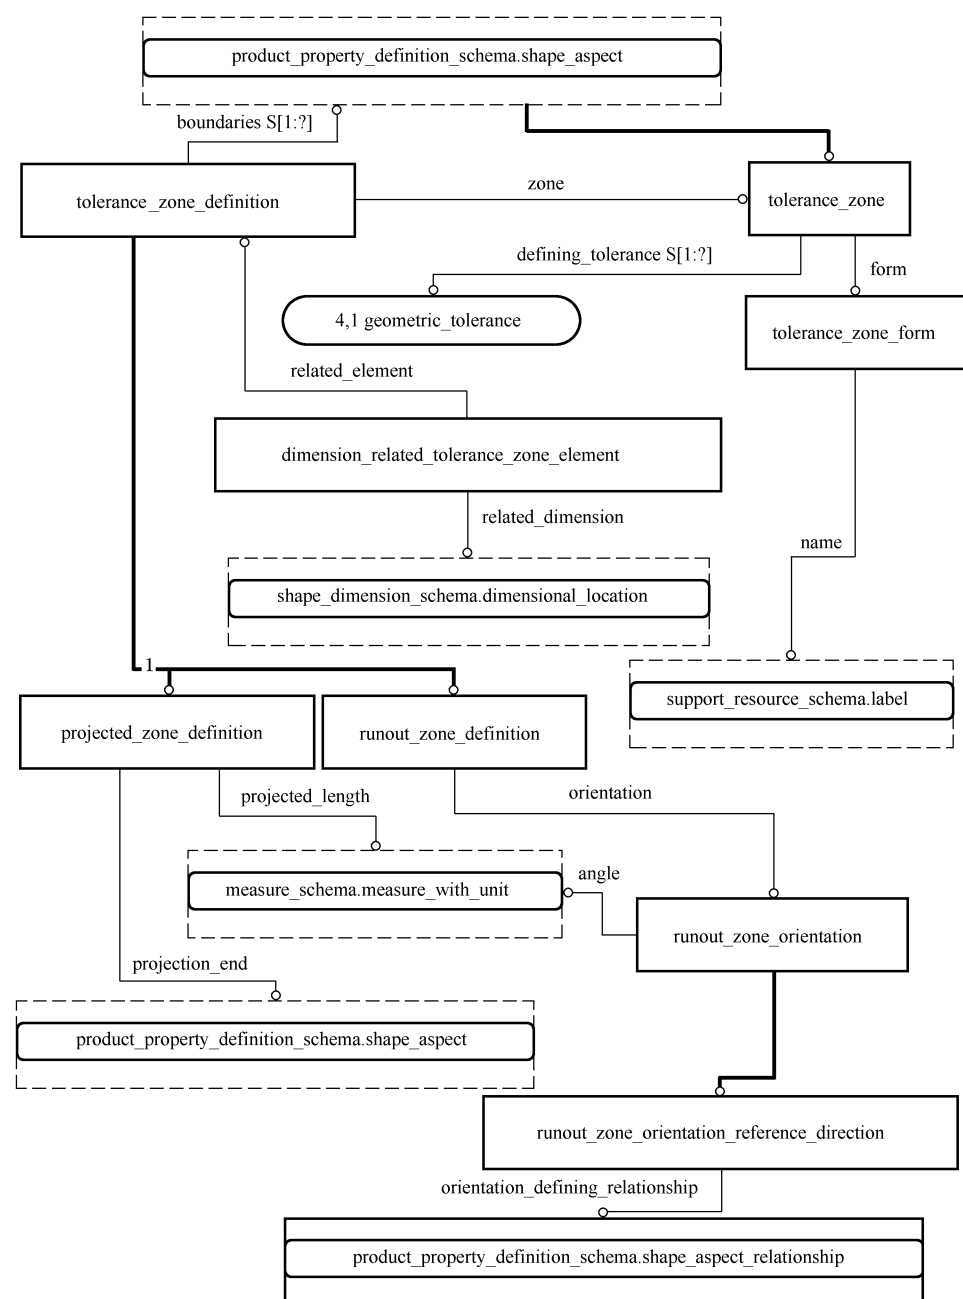 product_property_definition_schema.shape_aspect
boundaries S[1:?]
tolerance_zone_definition
zone
tolerance_zone
defining_tolerance S[1:?]
form
4,1 geometric_tolerance
tolerance_zone_form
related_element
dimension_related_tolerance_zone_element
related_dimension
name
shape_dimension_schema.dimensional_location
1
support_resource_schema.label
projected_zone_definition
runout_zone_definition
projected_length
orientation
measure_schema.measure_with_unit
angle
runout_zone_orientation
projection_end
product_property_definition_schema.shape_aspect
runout_zone_orientation_reference_direction
orientation_defining_relationship
product_property_definition_schema.shape_aspect_relationship